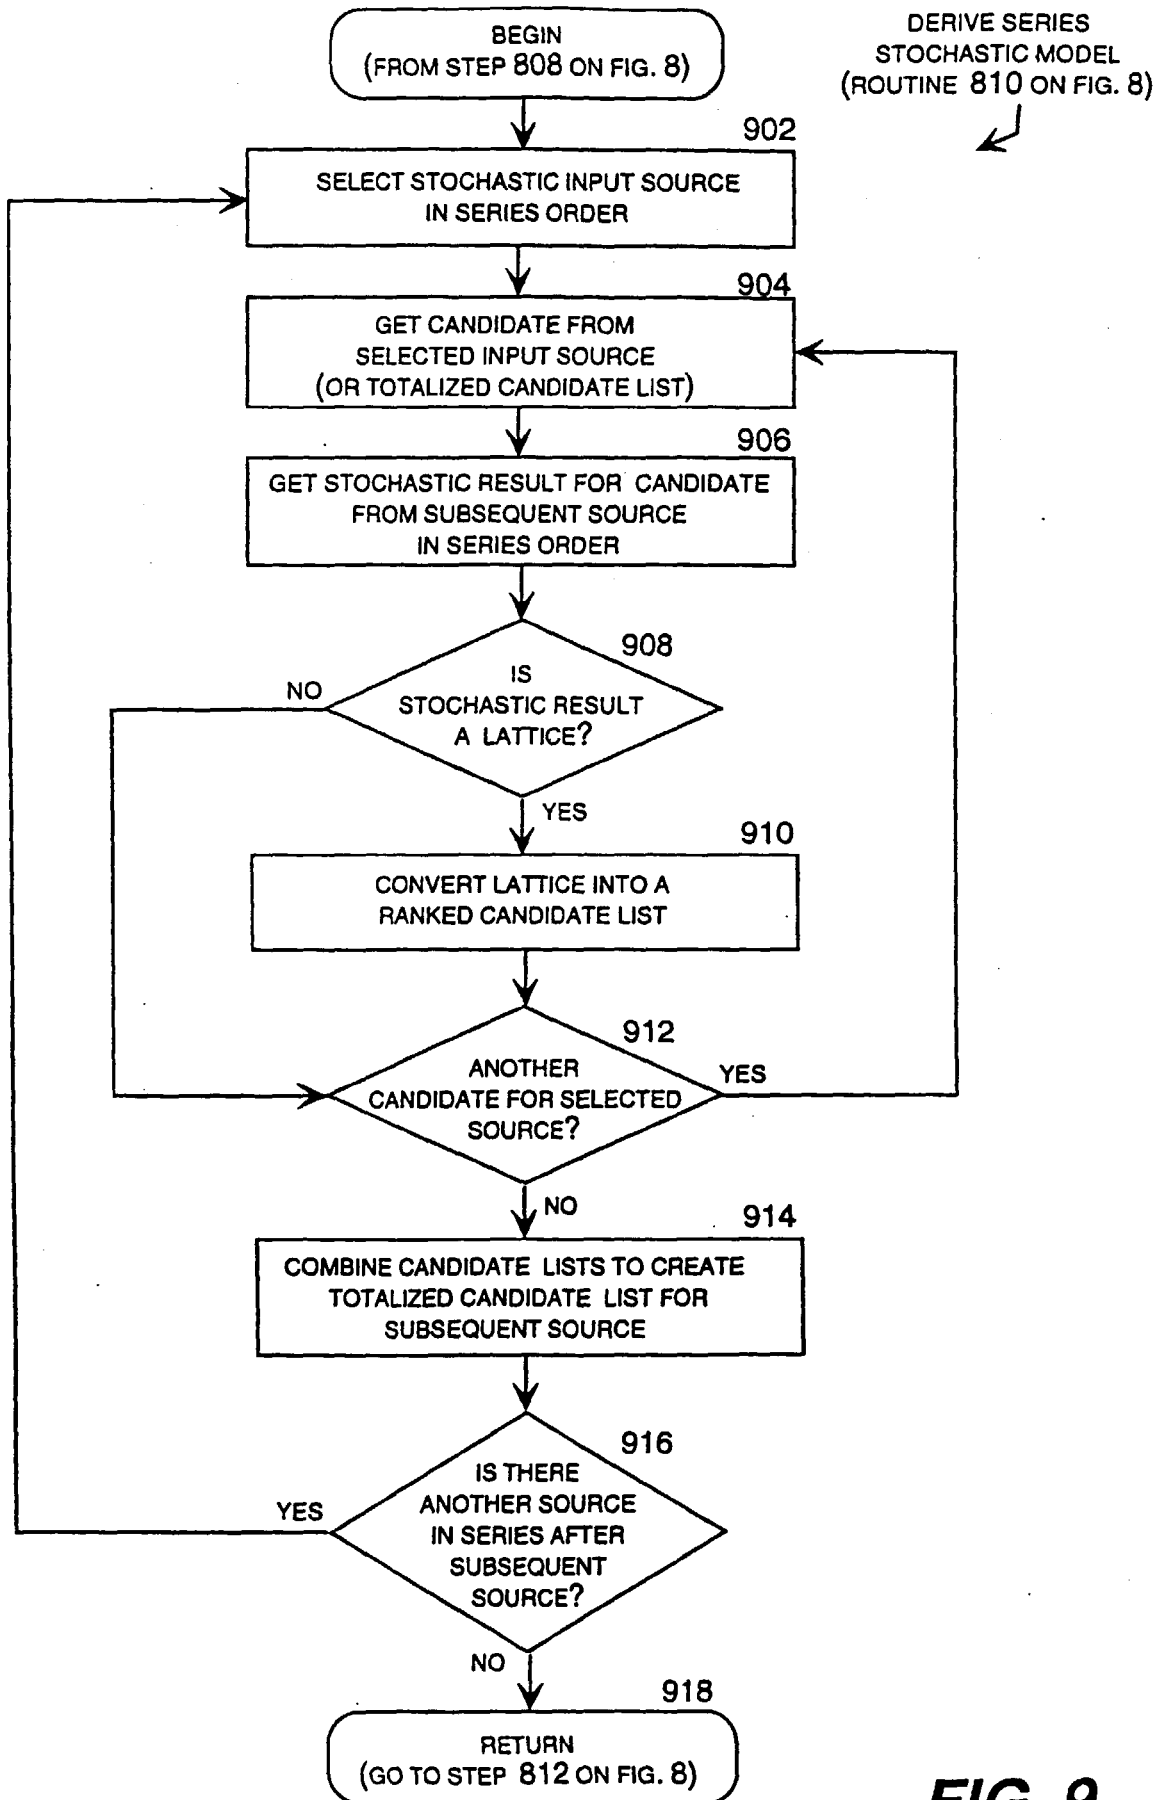 BEGIN
(FROM STEP 808 ON FIG. 8)
DERIVE SERIES
STOCHASTIC MODEL
(ROUTINE 810 ON FIG. 8)
902
SELECT STOCHASTIC INPUT SOURCE
IN SERIES ORDER
904
GET CANDIDATE FROM
SELECTED INPUT SOURCE
(OR TOTALIZED CANDIDATE LIST)
906
GET STOCHASTIC RESULT FOR CANDIDATE
FROM SUBSEQUENT SOURCE
IN SERIES ORDER
908
IS
STOCHASTIC RESULT
A LATTICE?
NO
YES
910
CONVERT LATTICE INTO A
RANKED CANDIDATE LIST
912
ANOTHER
CANDIDATE FOR SELECTED
SOURCE?
YES
NO
914
COMBINE CANDIDATE LISTS TO CREATE
TOTALIZED CANDIDATE LIST FOR
SUBSEQUENT SOURCE
916
IS THERE
ANOTHER SOURCE
IN SERIES AFTER
SUBSEQUENT
SOURCE?
YES
NO
918
RETURN
(GO TO STEP 812 ON FIG. 8)
FIG. 9